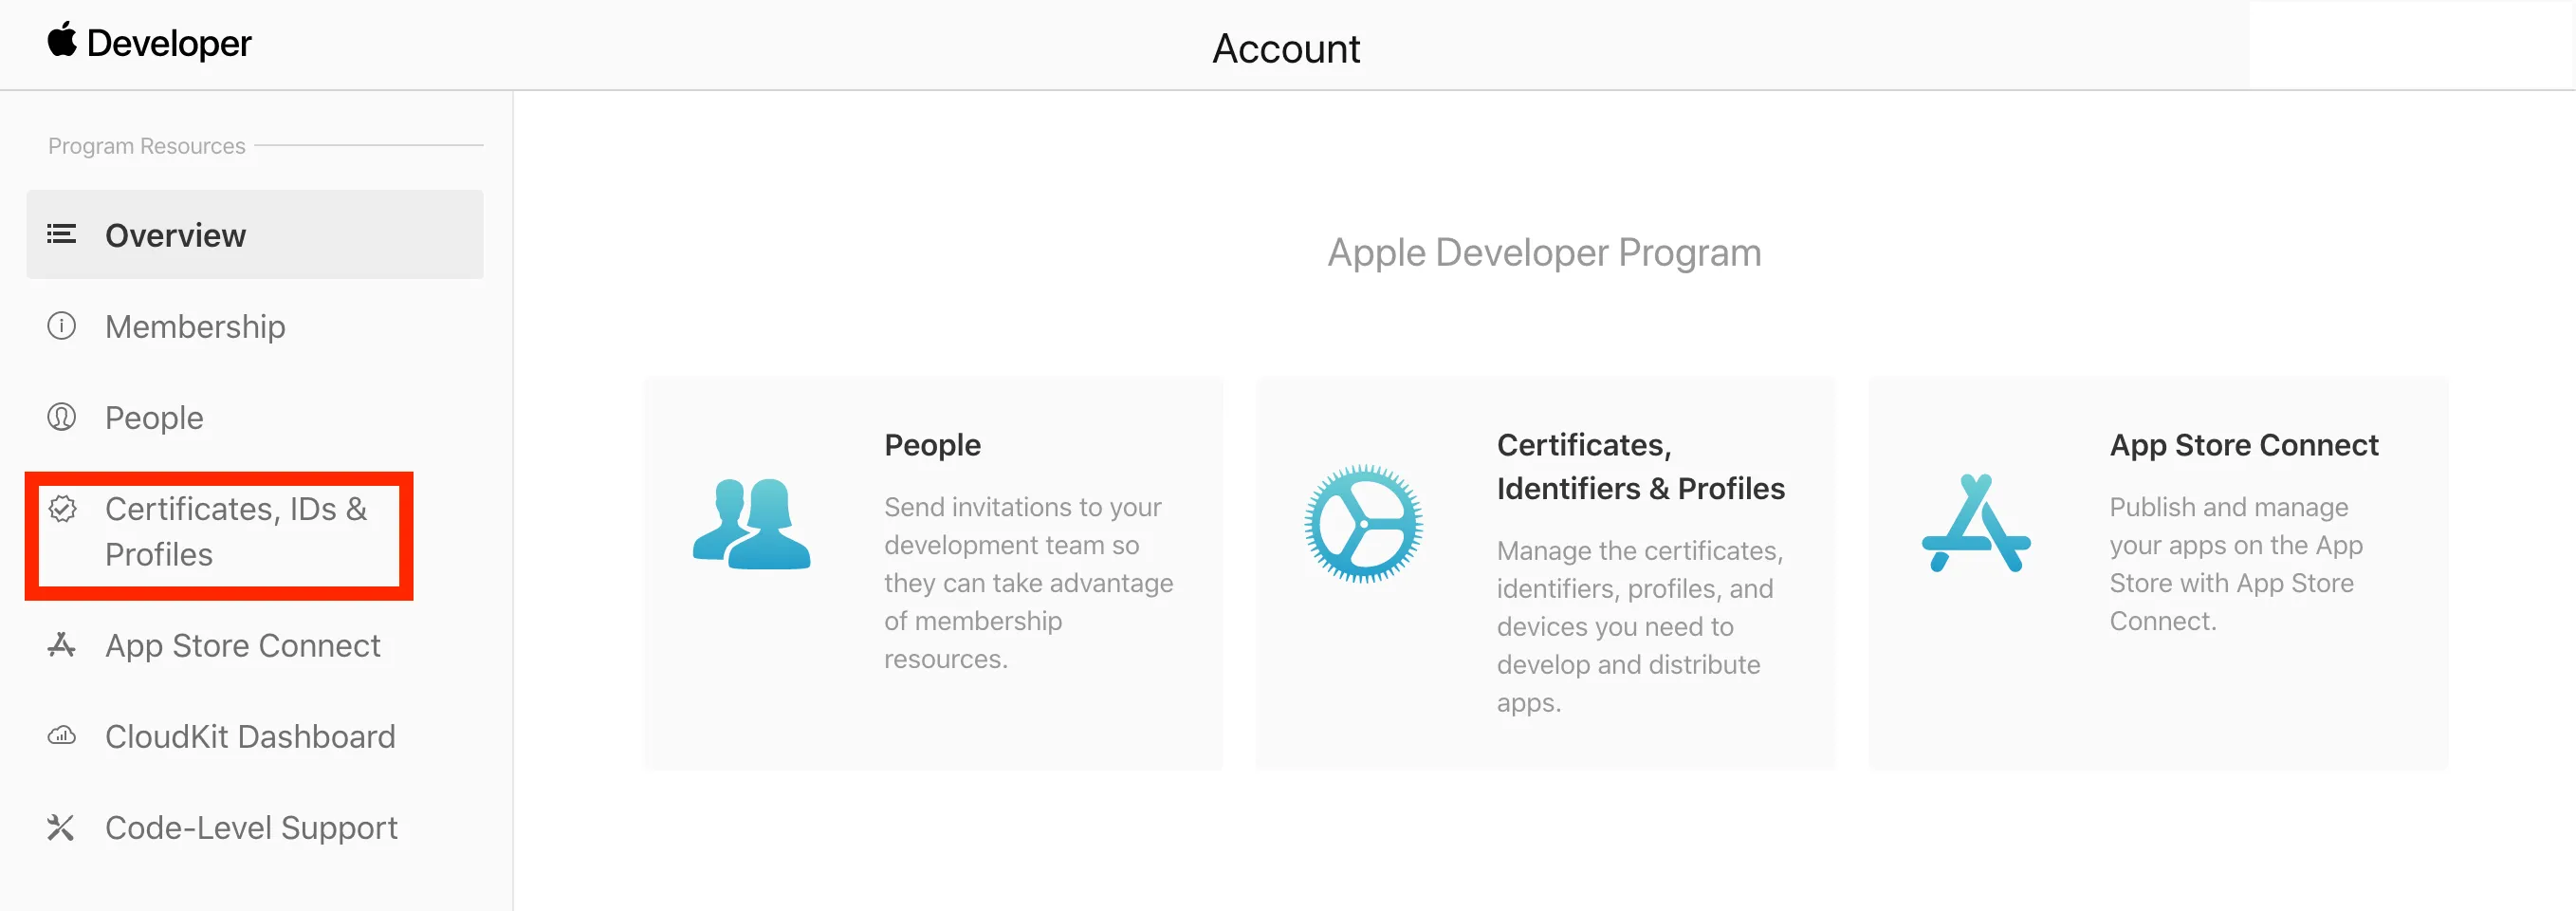 Developer
Account
Program Resources
Overview
Membership
People
Certificates, IDs &
Profiles
App Store Connect
CloudKit Dashboard
Code-Level Support
Apple Developer Program
People
Send invitations to your
development team so
they can take advantage
of membership
resources.
Certificates,
Identifiers & Profiles
Manage the certificates,
identifiers, profiles, and
devices you need to
develop and distribute
apps.
App Store Connect
Publish and manage
your apps on the App
Store with App Store
Connect.